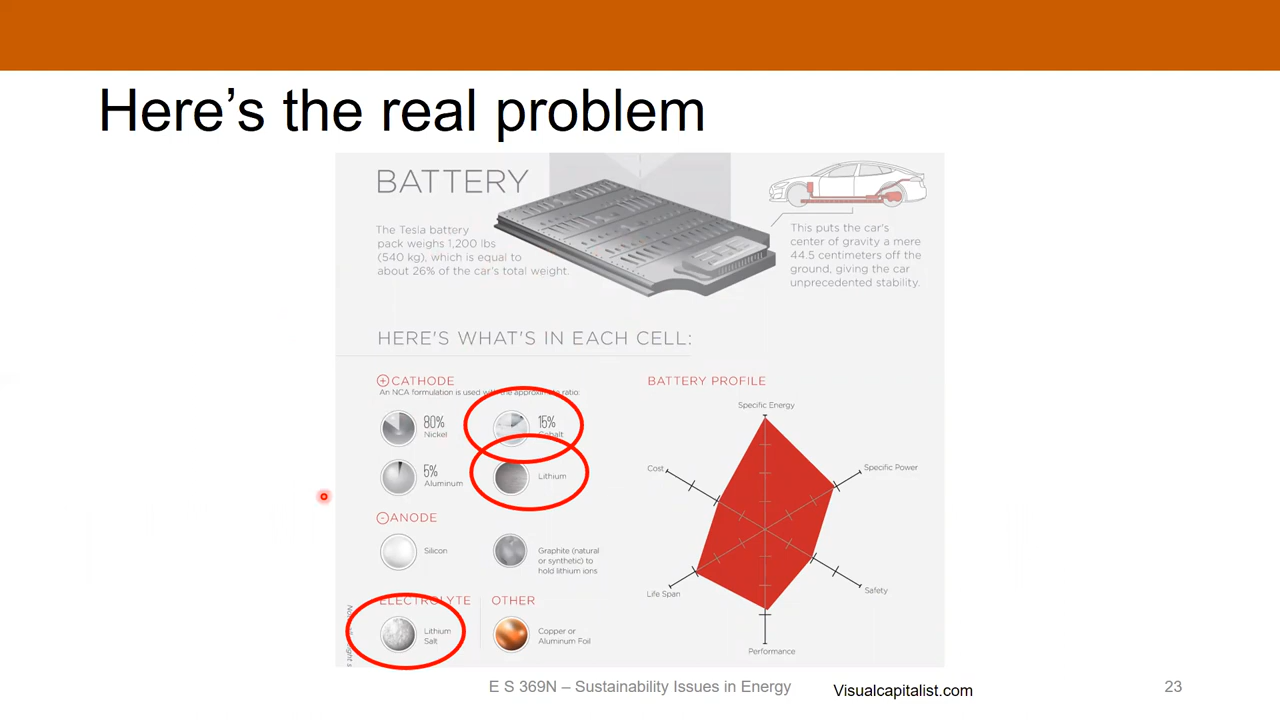 Here's the real problem
BATTERY
The Tesla battery
pack weighs 1,200 lbs
(540 kg), which is equal to
about 26% of the car's total weight.
This puts the car's
center of gravity a mere
44.5 centimeters off the
ground, giving the car
unprecedented stability.
HERE'S WHAT'S IN EACH CELL:
CATHODE
An NCA formulation is used with the approximate ratio:
80%
Nickel
15%
Cobalt
5%
Aluminum
Lithium
ANODE
Silicon
Graphite (natural
or synthetic) to
hold lithium ions
ELECTROLYTE
Lithium
Salt
OTHER
Copper or
Aluminum Foil
BATTERY PROFILE
Specific Energy
Specific Power
Safety
Performance
Life Span
Cost
E S 369N – Sustainability Issues in Energy
Visualcapitalist.com
23